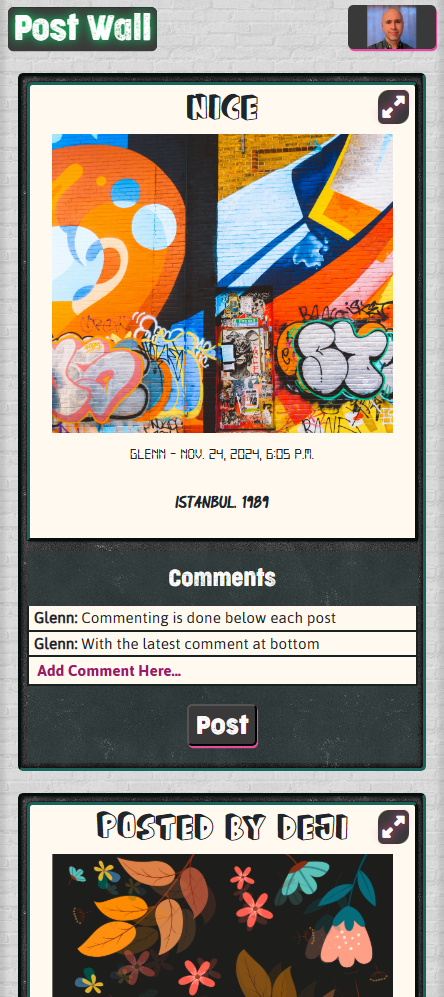 Post Wall
NICE
ST
GLENN - NOV. 24, 2024, 6:05 P.M.
ISTANBUL. 1989
Comments
Glenn: Commenting is done below each post
Glenn: With the latest comment at bottom
Add Comment Here...
Post
POSTED BY DEJI